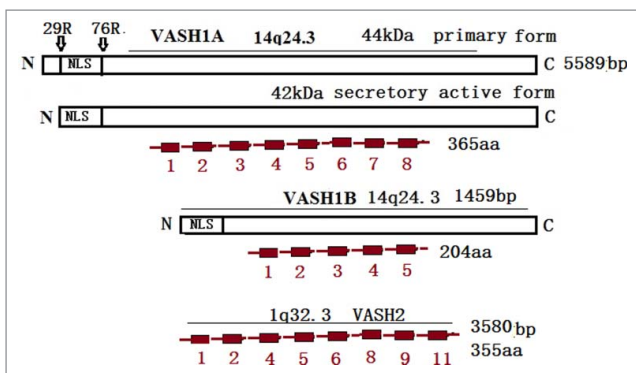 29R 76R. VASH1A 14q24.3 44kDa primary form
N NLS C 5589bp
42kDa secretory active form
N NLS C
365aa
1 2 3 4 5 6 7 8
VASH1B 14q24.3 1459bp
N NLS C
204aa
1 2 3 4 5
1q32.3 VASH2
3580bp
355aa
1 2 4 5 6 8 9 11